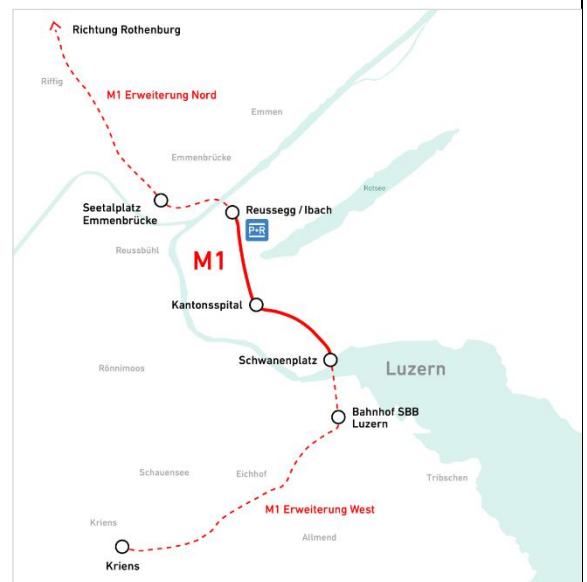 Richtung Rothenburg
Riffig
M1 Erweiterung Nord
Emmen
Emmenbrücke
Rotsee
Seetalplatz
Emmenbrücke
Reussegg / Ibach
P+R
Reussbühl
M1
Kantonsspital
Schwanenplatz
Luzern
Rönnimoos
Bahnhof SBB
Luzern
Schauensee
Eichhof
Tribschen
M1 Erweiterung West
Kriens
Allmend
Kriens